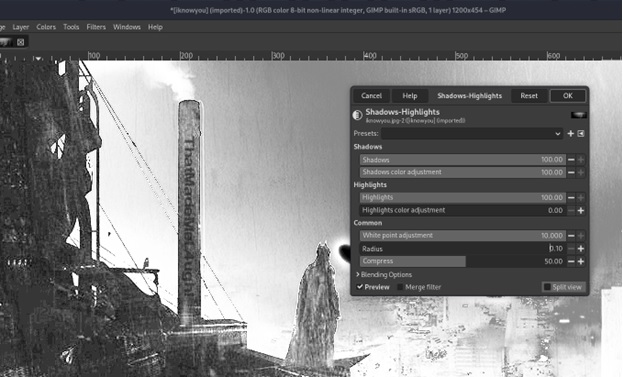 *[iknowyou] (imported)-1.0 (RGB color 8-bit non-linear integer, GIMP built-in sRGB, 1 layer) 1200x454 – GIMP
ge Layer Colors Tools Filters Windows Help
100 200 300 400 500 600
Cancel Help Shadows-Highlights Reset OK
Shadows-Highlights
iknowyou.jpg-2 ([iknowyou] (imported))
Presets:
Shadows
Shadows 100.00
Shadows color adjustment 100.00
Highlights
Highlights 100.00
Highlights color adjustment 0.00
Common
White point adjustment 10.000
Radius 0.10
Compress 50.00
Blending Options
Preview Merge filter Split view